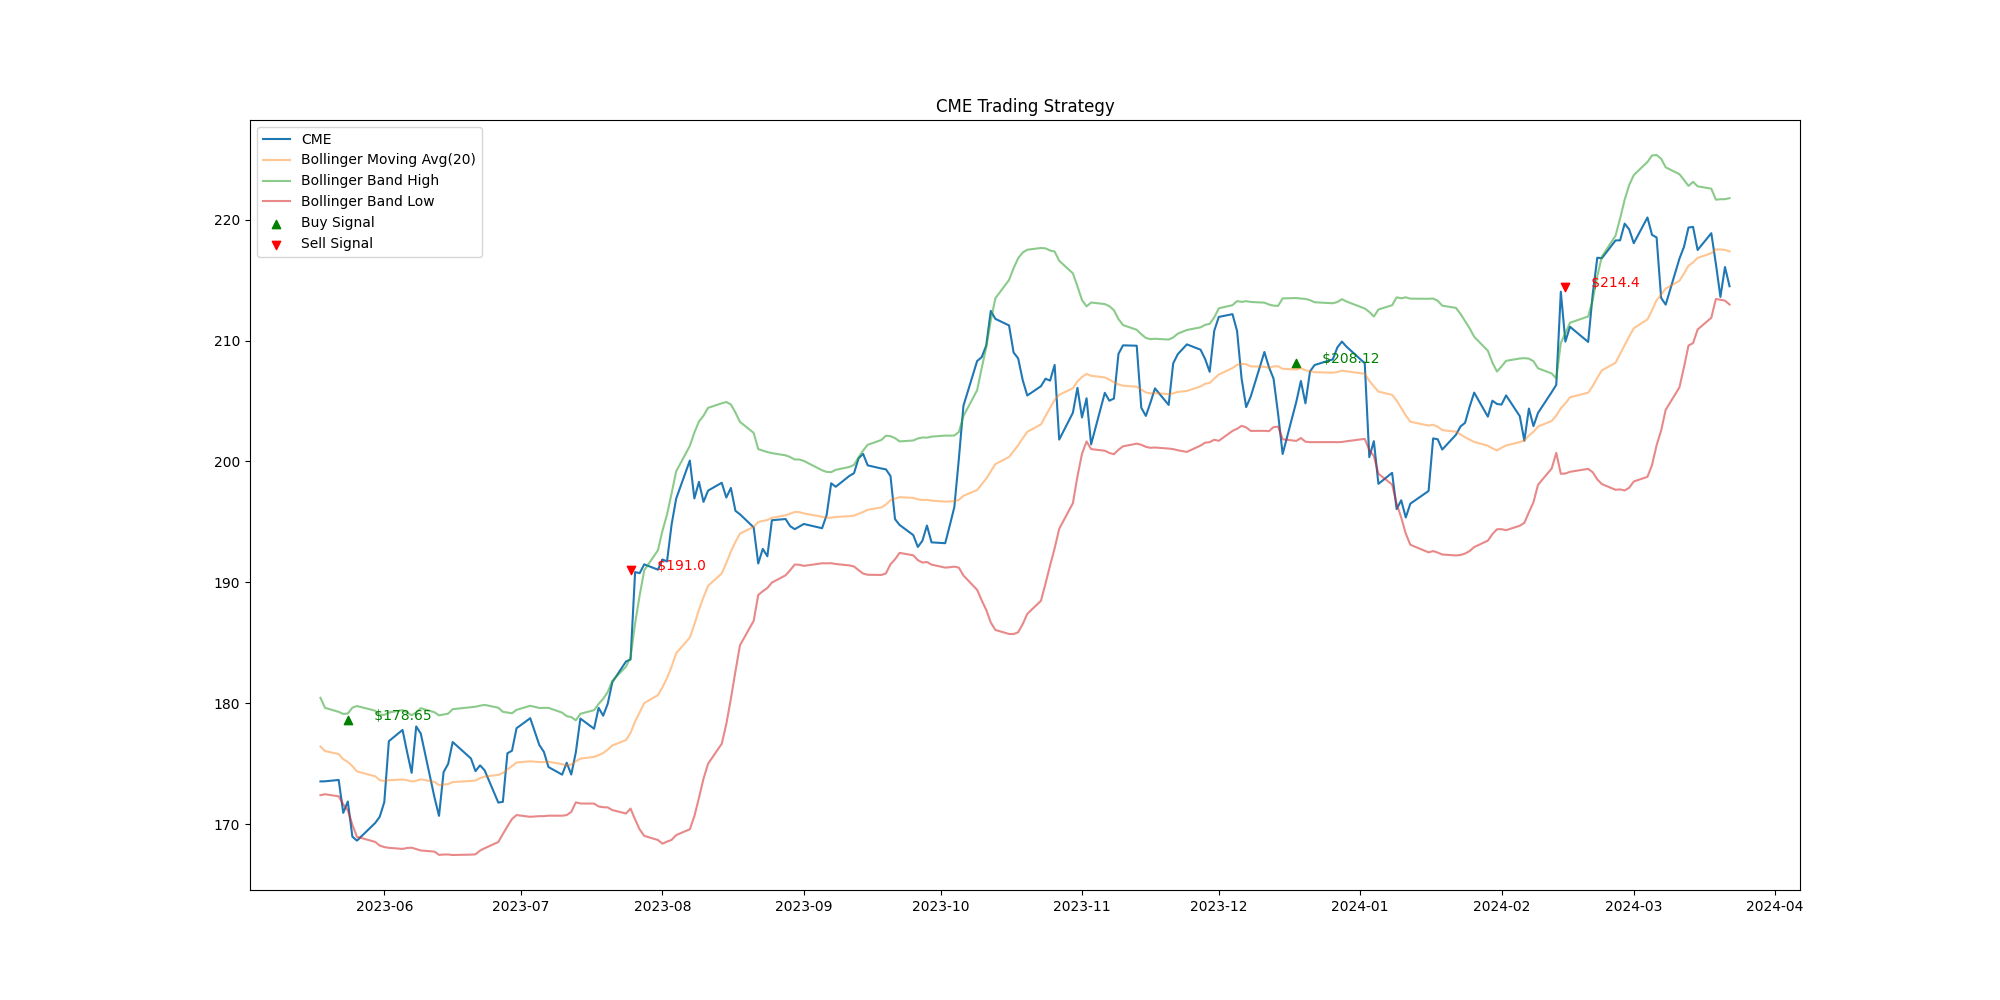 CME Trading Strategy
CME
Bollinger Moving Avg(20)
Bollinger Band High
Bollinger Band Low
Buy Signal
Sell Signal
220
210
200
190
180
170
$178.65
$191.0
$208.12
$214.4
2023-06 2023-07 2023-08 2023-09 2023-10 2023-11 2023-12 2024-01 2024-02 2024-03 2024-04